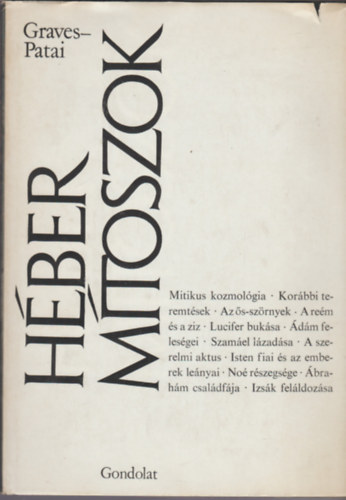 Graves–
Patai
HÉBER
MÍTOSZOK
Mitikus kozmológia · Korábbi te-
remtések · Az ős-szörnyek · A reém
és a ziz · Lucifer bukása · Ádám fe-
leségei · Szamáel lázadása · A sze-
relmi aktus · Isten fiai és az embe-
rek leányai · Noé részegsége · Ábra-
hám családfája · Izsák feláldozása
Gondolat